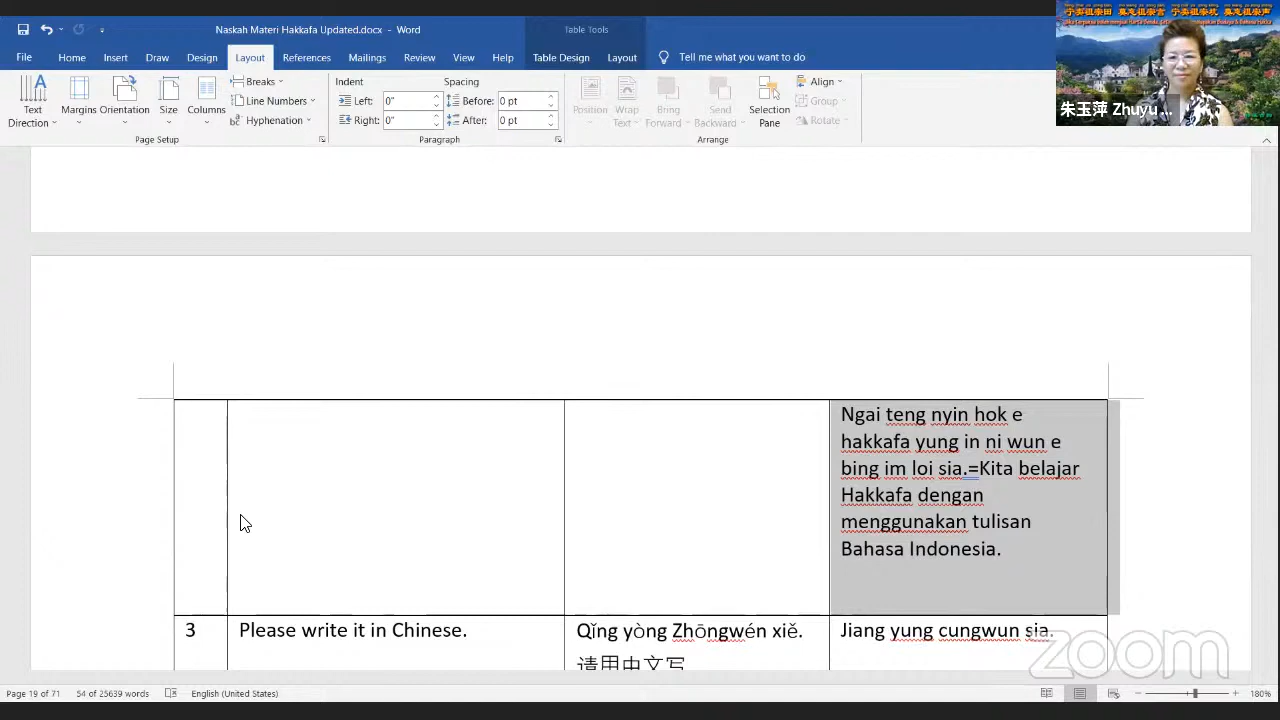 Naskah Materi Hakkafa Updated.docx - Word
Table Tools
File Home Insert Draw Design Layout References Mailings Review View Help Table Design Layout Tell me what you want to do
Text Direction
Margins
Orientation
Size
Columns
Breaks
Line Numbers
Hyphenation
Page Setup
Indent
Left: 0"
Right: 0"
Spacing
Before: 0 pt
After: 0 pt
Paragraph
Position
Wrap Text
Bring Forward
Send Backward
Selection Pane
Align
Group
Rotate
Arrange
朱玉萍 Zhuyu ...
Ngai teng nyin hok e
hakkafa yung in ni wun e
bing im loi sia.=Kita belajar
Hakkafa dengan
menggunakan tulisan
Bahasa Indonesia.
3 Please write it in Chinese. Qǐng yòng Zhōngwén xiě. Jiang yung cungwun sia.
请用中文写
zoom
Page 19 of 71 54 of 25639 words English (United States) 180%